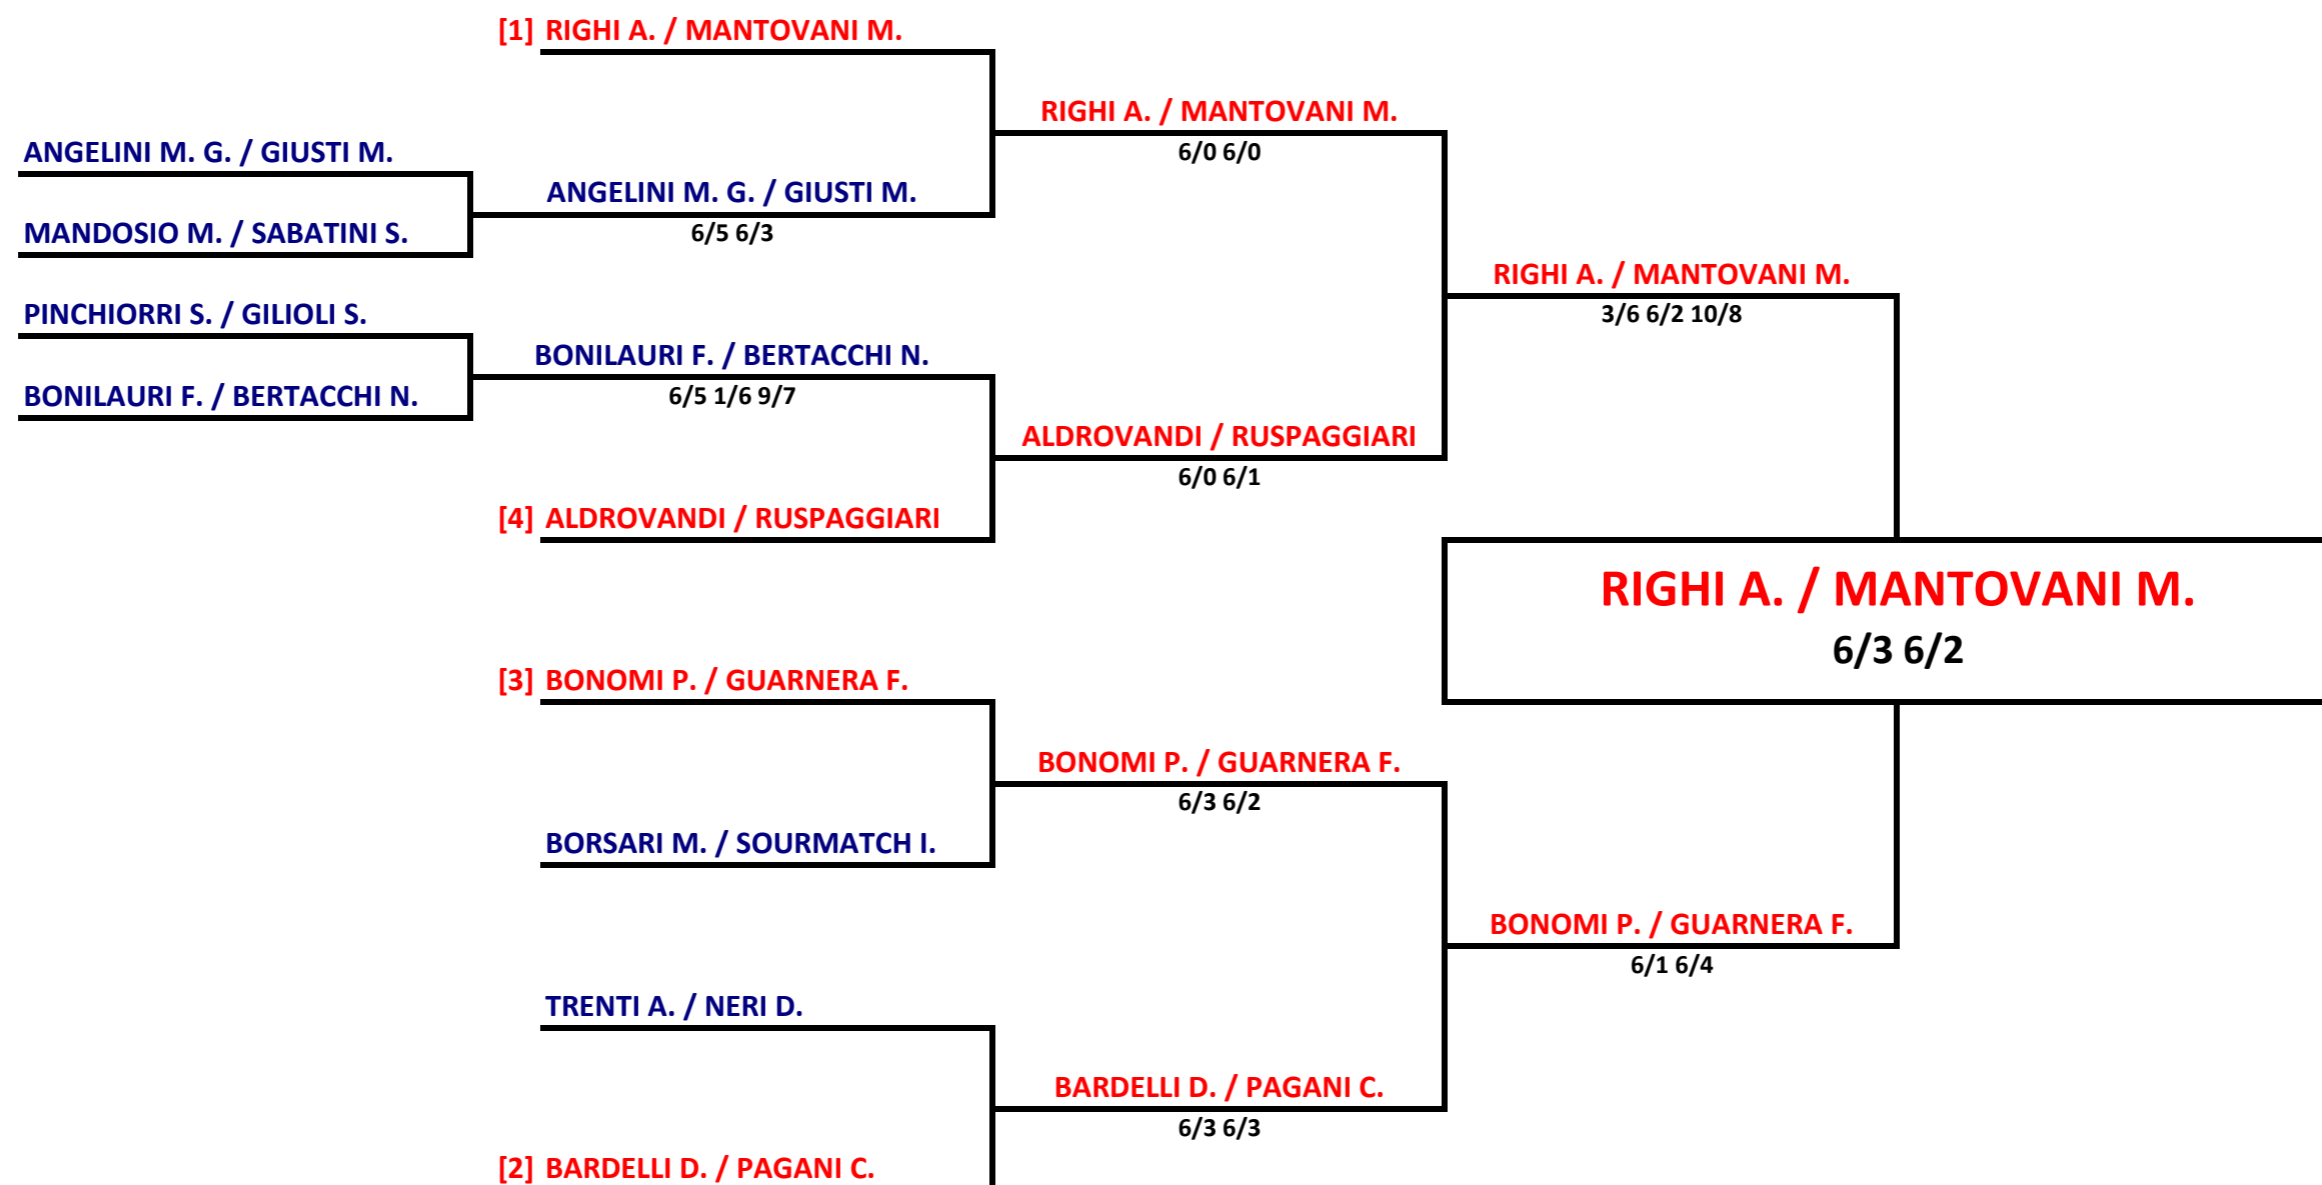 [1] RIGHI A. / MANTOVANI M.
RIGHI A. / MANTOVANI M.
6/0 6/0
ANGELINI M. G. / GIUSTI M.
ANGELINI M. G. / GIUSTI M.
6/5 6/3
MANDOSIO M. / SABATINI S.
RIGHI A. / MANTOVANI M.
3/6 6/2 10/8
PINCHIORRI S. / GILIOLI S.
BONILAURI F. / BERTACCHI N.
6/5 1/6 9/7
BONILAURI F. / BERTACCHI N.
ALDROVANDI / RUSPAGGIARI
6/0 6/1
[4] ALDROVANDI / RUSPAGGIARI
RIGHI A. / MANTOVANI M.
6/3 6/2
[3] BONOMI P. / GUARNERA F.
BONOMI P. / GUARNERA F.
6/3 6/2
BORSARI M. / SOURMATCH I.
BONOMI P. / GUARNERA F.
6/1 6/4
TRENTI A. / NERI D.
BARDELLI D. / PAGANI C.
6/3 6/3
[2] BARDELLI D. / PAGANI C.